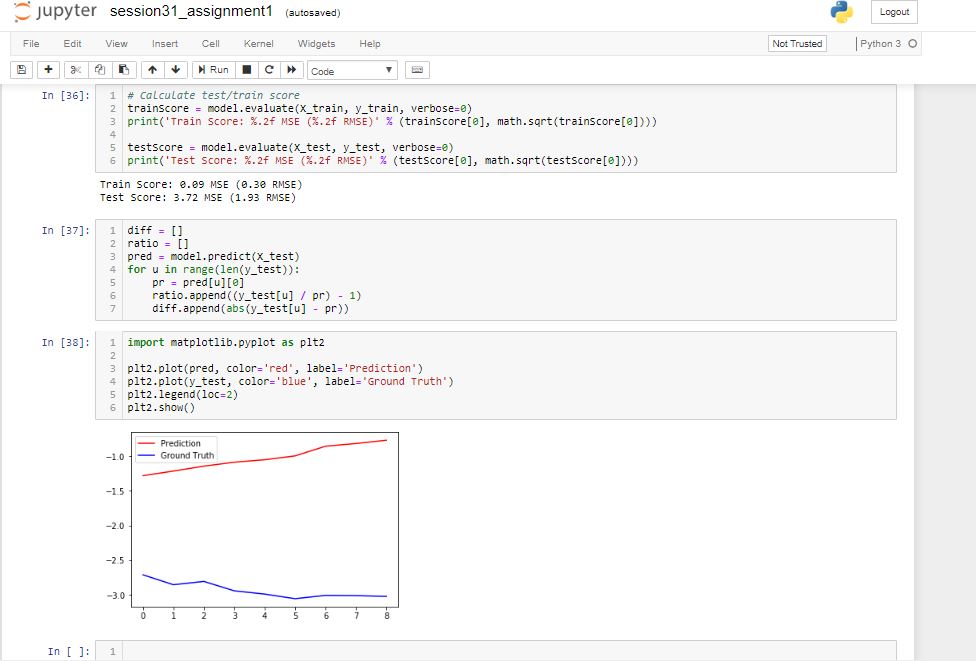 jupyter session31_assignment1 (autosaved)
Logout
File Edit View Insert Cell Kernel Widgets Help
Not Trusted
Python 3
Run
Code
In [36]:
1 # Calculate test/train score
2 trainScore = model.evaluate(X_train, y_train, verbose=0)
3 print('Train Score: %.2f MSE (%.2f RMSE)' % (trainScore[0], math.sqrt(trainScore[0])))
4
5 testScore = model.evaluate(X_test, y_test, verbose=0)
6 print('Test Score: %.2f MSE (%.2f RMSE)' % (testScore[0], math.sqrt(testScore[0])))
Train Score: 0.09 MSE (0.30 RMSE)
Test Score: 3.72 MSE (1.93 RMSE)
In [37]:
1 diff = []
2 ratio = []
3 pred = model.predict(X_test)
4 for u in range(len(y_test)):
5     pr = pred[u][0]
6     ratio.append((y_test[u] / pr) - 1)
7     diff.append(abs(y_test[u] - pr))
In [38]:
1 import matplotlib.pyplot as plt2
2
3 plt2.plot(pred, color='red', label='Prediction')
4 plt2.plot(y_test, color='blue', label='Ground Truth')
5 plt2.legend(loc=2)
6 plt2.show()
Prediction
Ground Truth
−1.0
−1.5
−2.0
−2.5
−3.0
0 1 2 3 4 5 6 7 8
In [ ]:
1